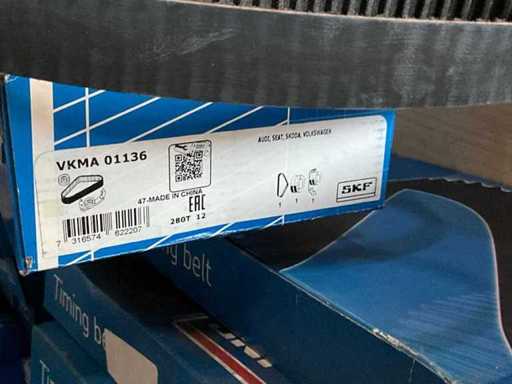 VKMA 01136
AUDI, SEAT, SKODA, VOLKSWAGEN
47-MADE IN CHINA
EAC
280T 12
1 1 1
SKF
7 316574 622207
Timing belt
Timing be